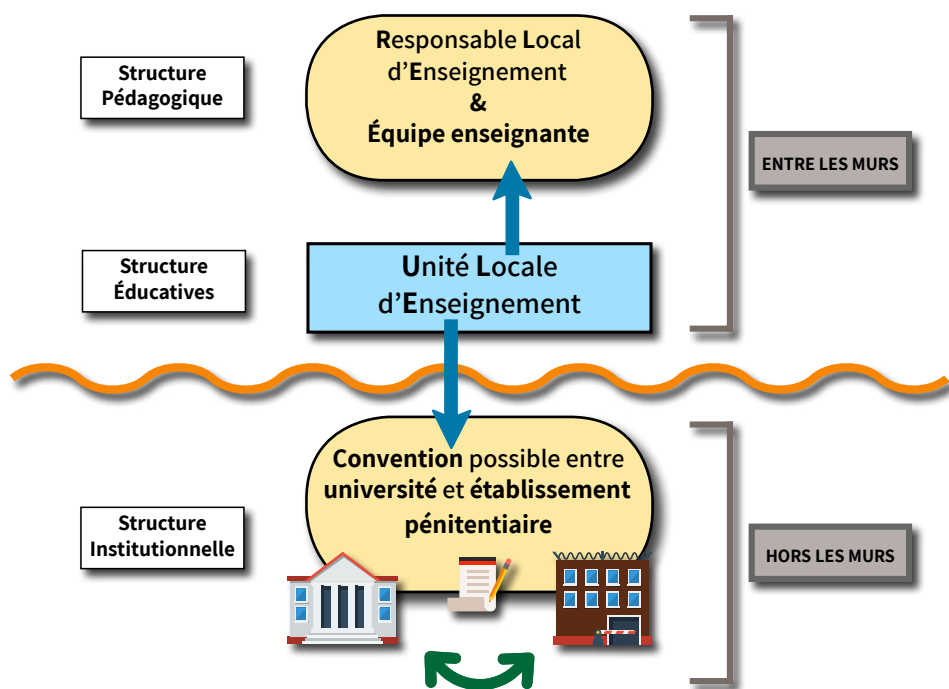 Structure
Pédagogique
Responsable Local
d'Enseignement
&
Équipe enseignante
ENTRE LES MURS
Structure
Éducatives
Unité Locale
d'Enseignement
Convention possible entre
université et établissement
pénitentiaire
Structure
Institutionnelle
HORS LES MURS